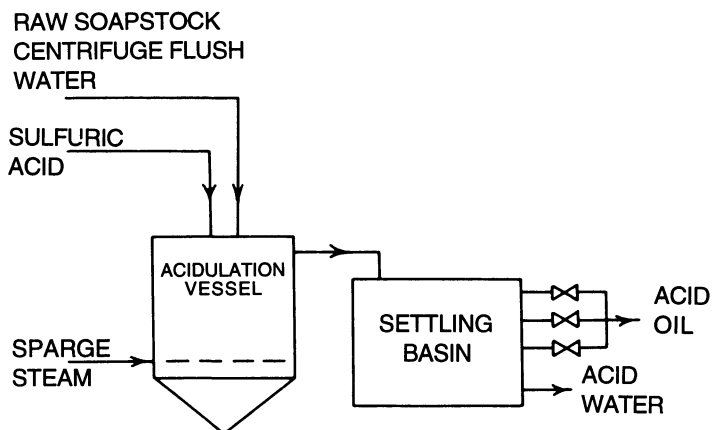 RAW SOAPSTOCK
CENTRIFUGE FLUSH
WATER
SULFURIC
ACID
ACIDULATION
VESSEL
SPARGE
STEAM
SETTLING
BASIN
ACID
OIL
ACID
WATER